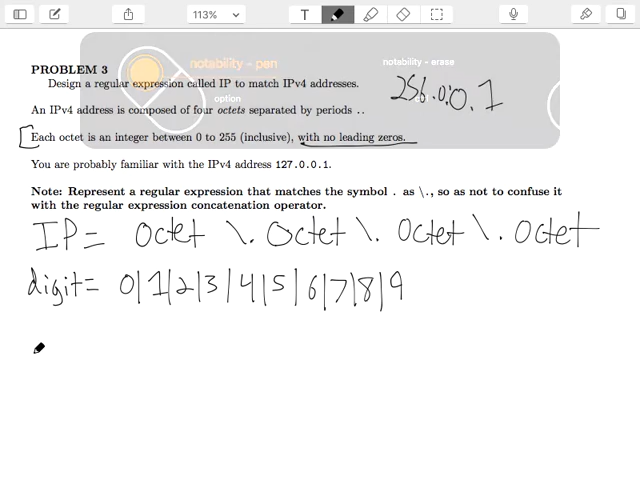 113%
T
notability - pen
notability - erase
option
PROBLEM 3
Design a regular expression called IP to match IPv4 addresses.
256.0.0.1
An IPv4 address is composed of four octets separated by periods ..
Each octet is an integer between 0 to 255 (inclusive), with no leading zeros.
You are probably familiar with the IPv4 address 127.0.0.1.
Note: Represent a regular expression that matches the symbol . as \., so as not to confuse it
with the regular expression concatenation operator.
IP = Octet \. Octet \. Octet \. Octet
digit = 0|1|2|3|4|5|6|7|8|9